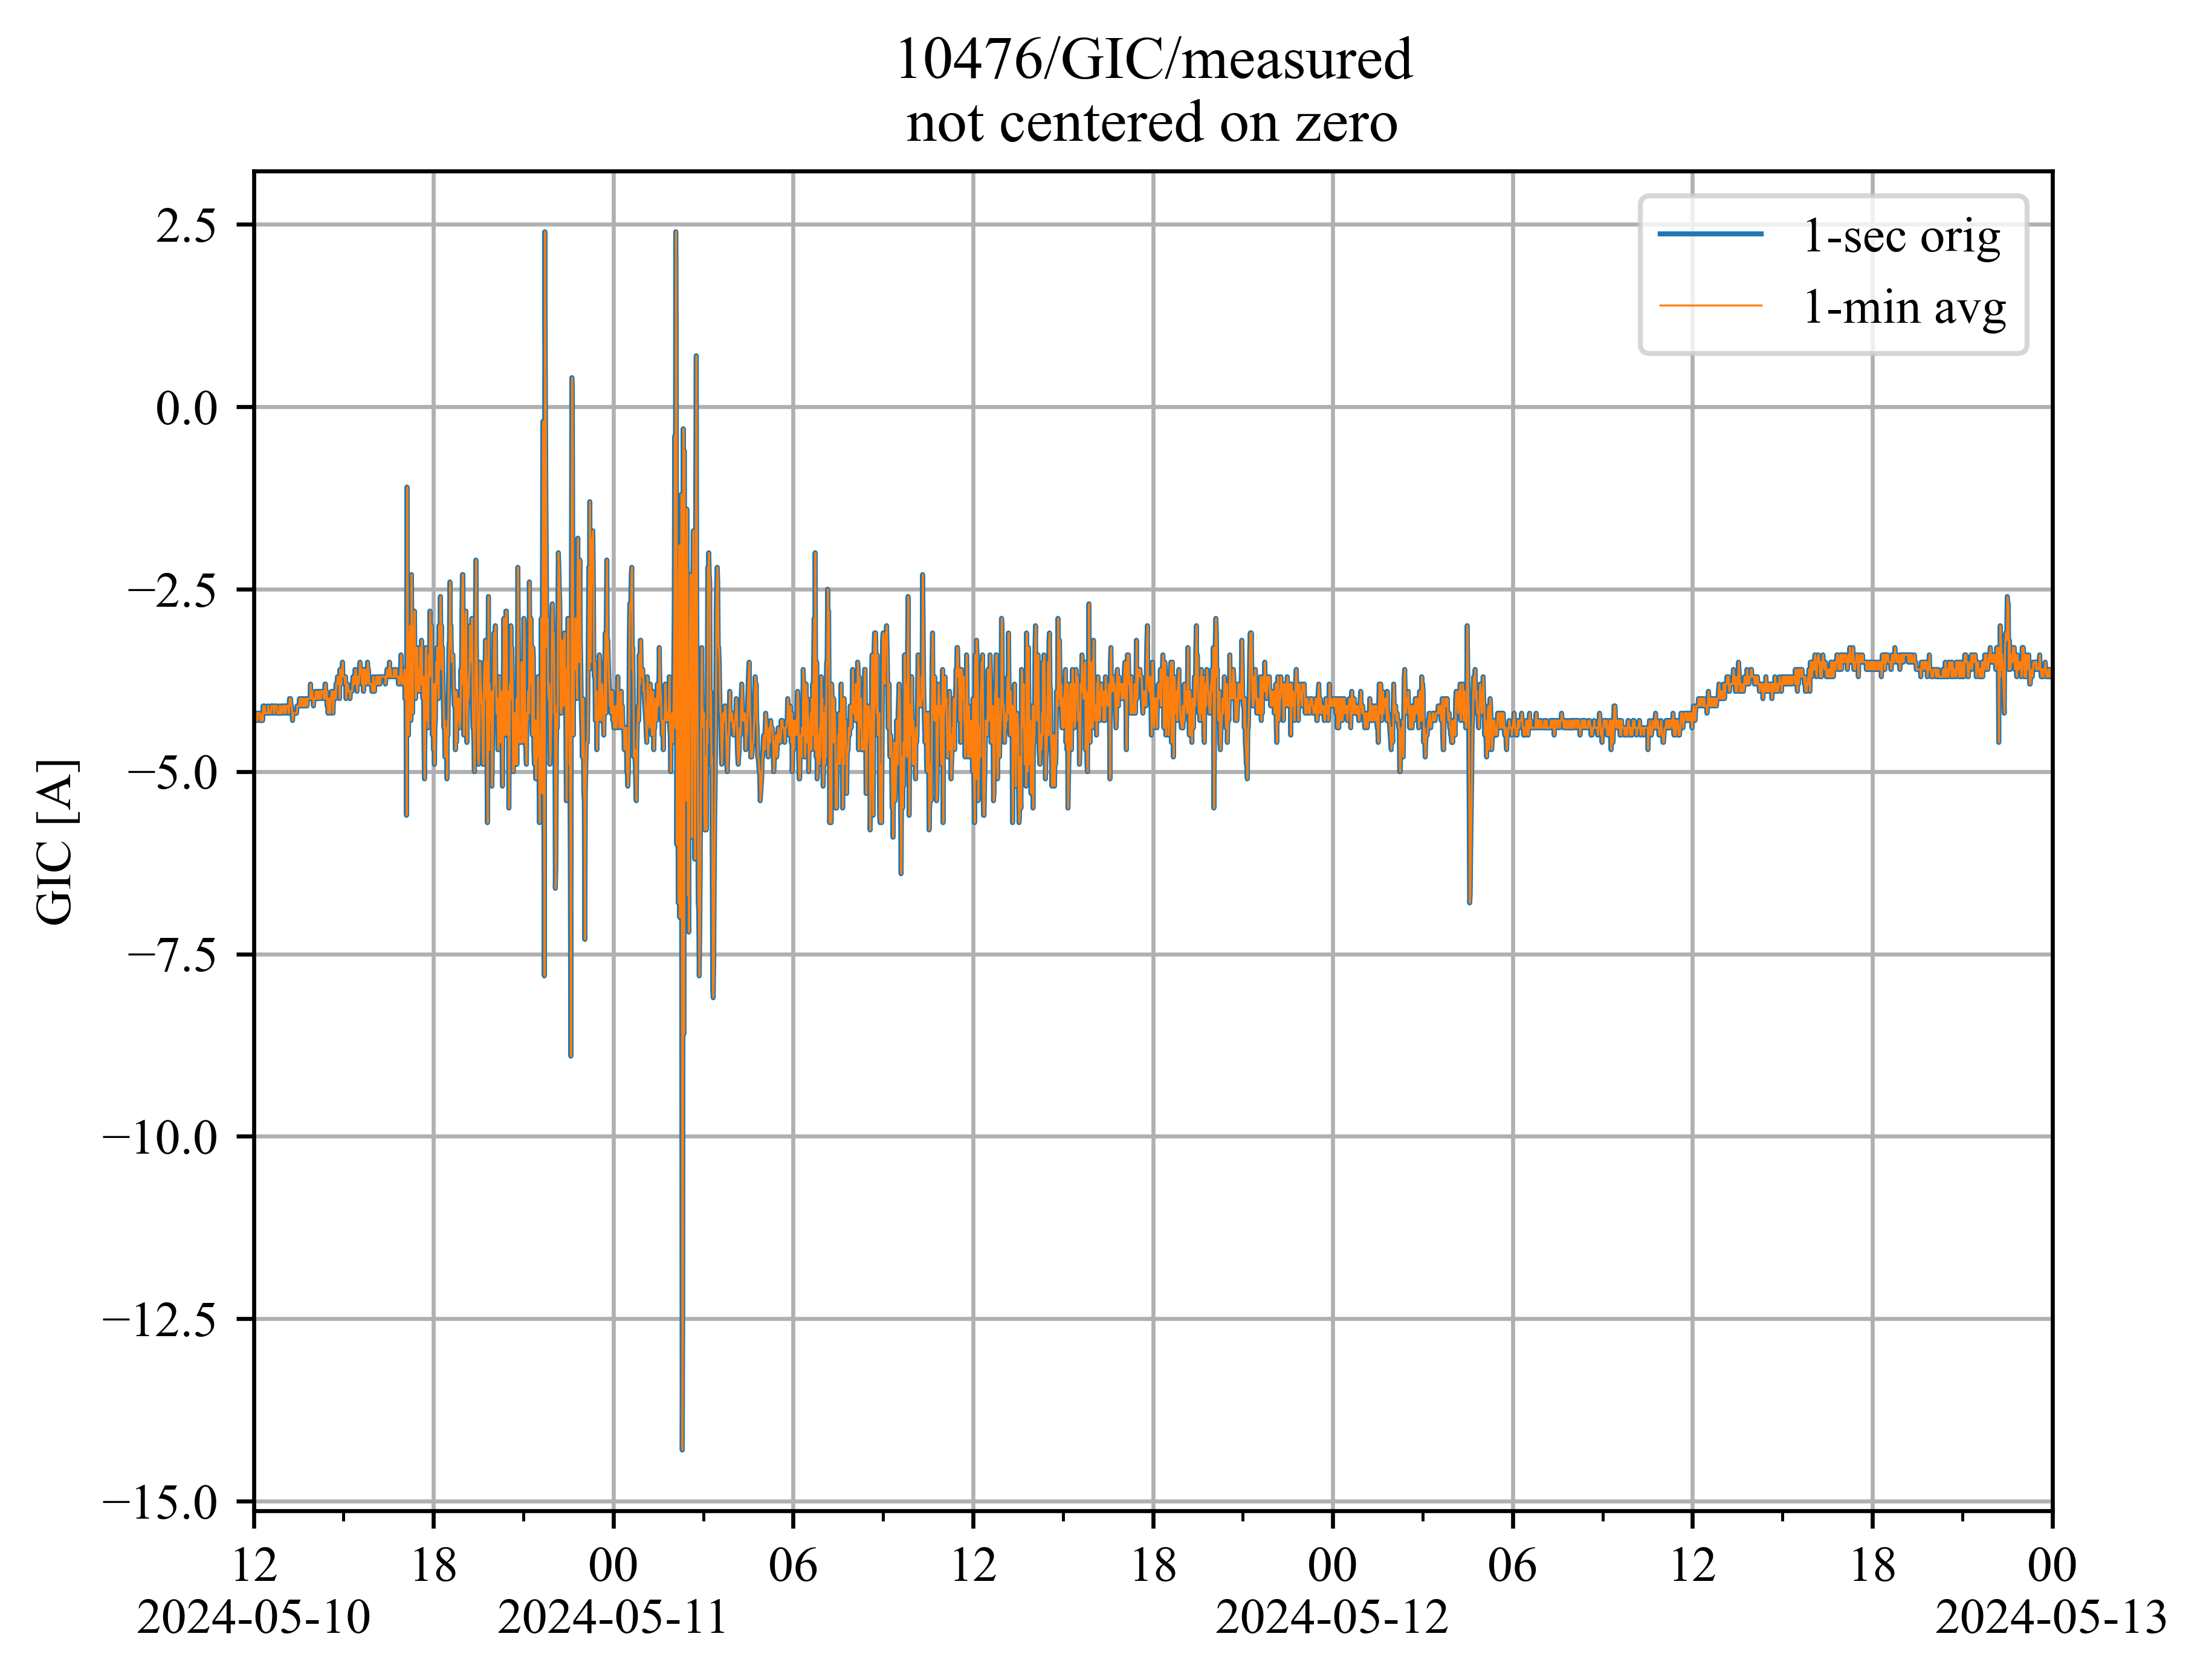 10476/GIC/measured
not centered on zero
1-sec orig
1-min avg
GIC [A]
2.5
0.0
−2.5
−5.0
−7.5
−10.0
−12.5
−15.0
12 18 00 06 12 18 00 06 12 18 00
2024-05-10 2024-05-11 2024-05-12 2024-05-13